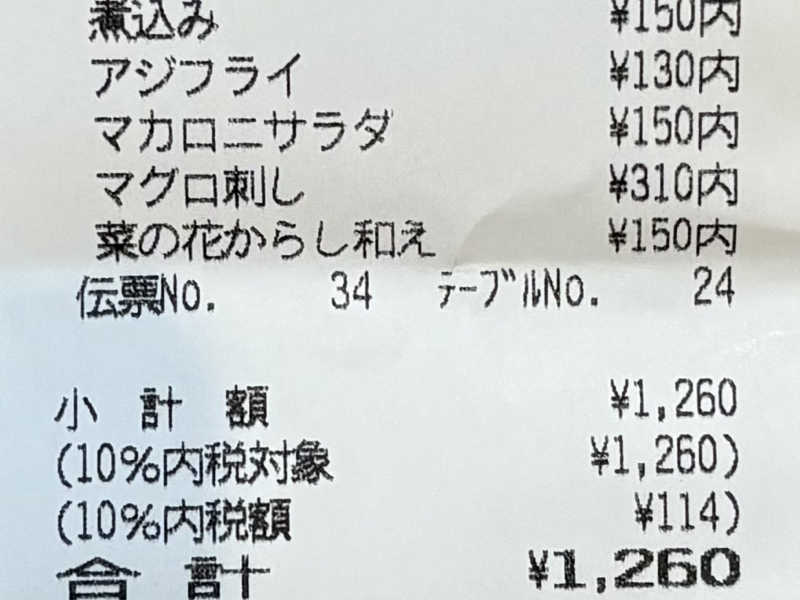 煮込み ¥150内
アジフライ ¥130内
マカロニサラダ ¥150内
マグロ刺し ¥310内
菜の花からし和え ¥150内
伝票No. 34 ﾃｰﾌﾞﾙNo. 24
小 計 額 ¥1,260
(10%内税対象 ¥1,260)
(10%内税額 ¥114)
合 計 ¥1,260